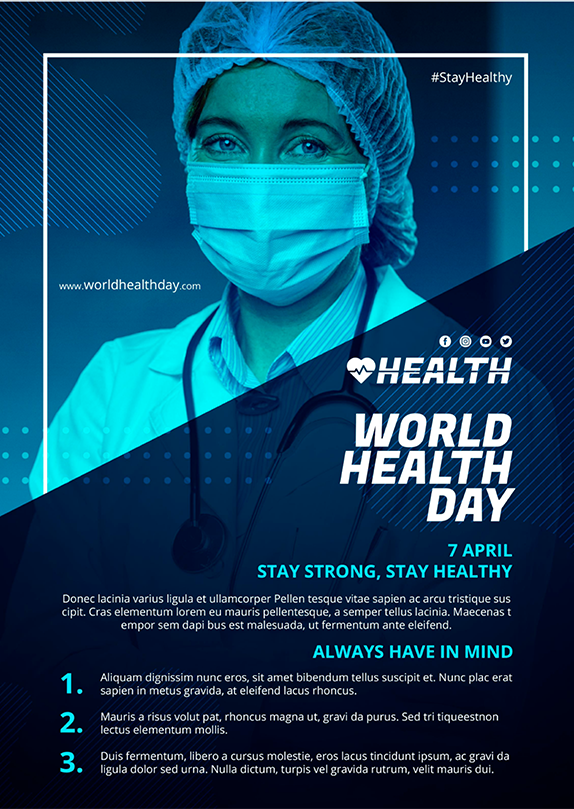 #StayHealthy
www.worldhealthday.com
HEALTH
WORLD
HEALTH
DAY
7 APRIL
STAY STRONG, STAY HEALTHY
Donec lacinia varius ligula et ullamcorper Pellen tesque vitae sapien ac arcu tristique sus
cipit. Cras elementum lorem eu mauris pellentesque, a semper tellus lacinia. Maecenas t
empor sem dapi bus est malesuada, ut fermentum ante eleifend.
ALWAYS HAVE IN MIND
1. Aliquam dignissim nunc eros, sit amet bibendum tellus suscipit et. Nunc plac erat
sapien in metus gravida, at eleifend lacus rhoncus.
2. Mauris a risus volut pat, rhoncus magna ut, gravi da purus. Sed tri tiqueestnon
lectus elementum mollis.
3. Duis fermentum, libero a cursus molestie, eros lacus tincidunt ipsum, ac gravi da
ligula dolor sed urna. Nulla dictum, turpis vel gravida rutrum, velit mauris dui.